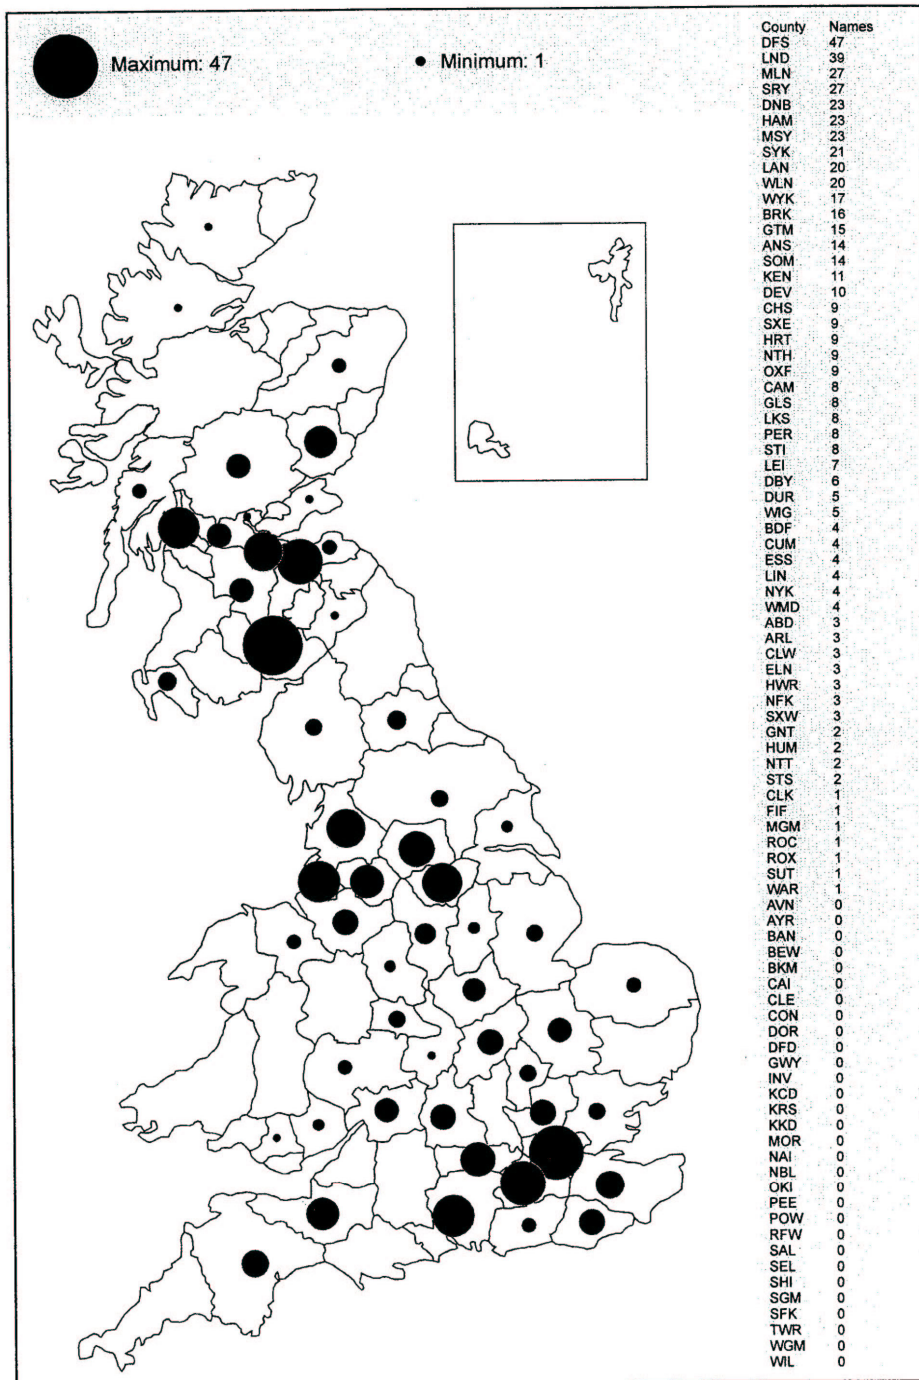 Maximum: 47
Minimum: 1
County Names
DFS 47
LND 39
MLN 27
SRY 27
DNB 23
HAM 23
MSY 23
SYK 21
LAN 20
WLN 20
WYK 17
BRK 16
GTM 15
ANS 14
SOM 14
KEN 11
DEV 10
CHS 9
SXE 9
HRT 9
NTH 9
OXF 9
CAM 8
GLS 8
LKS 8
PER 8
STI 8
LEI 7
DBY 6
DUR 5
WIG 5
BDF 4
CUM 4
ESS 4
LIN 4
NYK 4
WMD 4
ABD 3
ARL 3
CLW 3
ELN 3
HWR 3
NFK 3
SXW 3
GNT 2
HUM 2
NTT 2
STS 2
CLK 1
FIF 1
MGM 1
ROC 1
ROX 1
SUT 1
WAR 1
AVN 0
AYR 0
BAN 0
BEW 0
BKM 0
CAI 0
CLE 0
CON 0
DOR 0
DFD 0
GWY 0
INV 0
KCD 0
KRS 0
KKD 0
MOR 0
NAI 0
NBL 0
OKI 0
PEE 0
POW 0
RFW 0
SAL 0
SEL 0
SHI 0
SGM 0
SFK 0
TWR 0
WGM 0
WIL 0